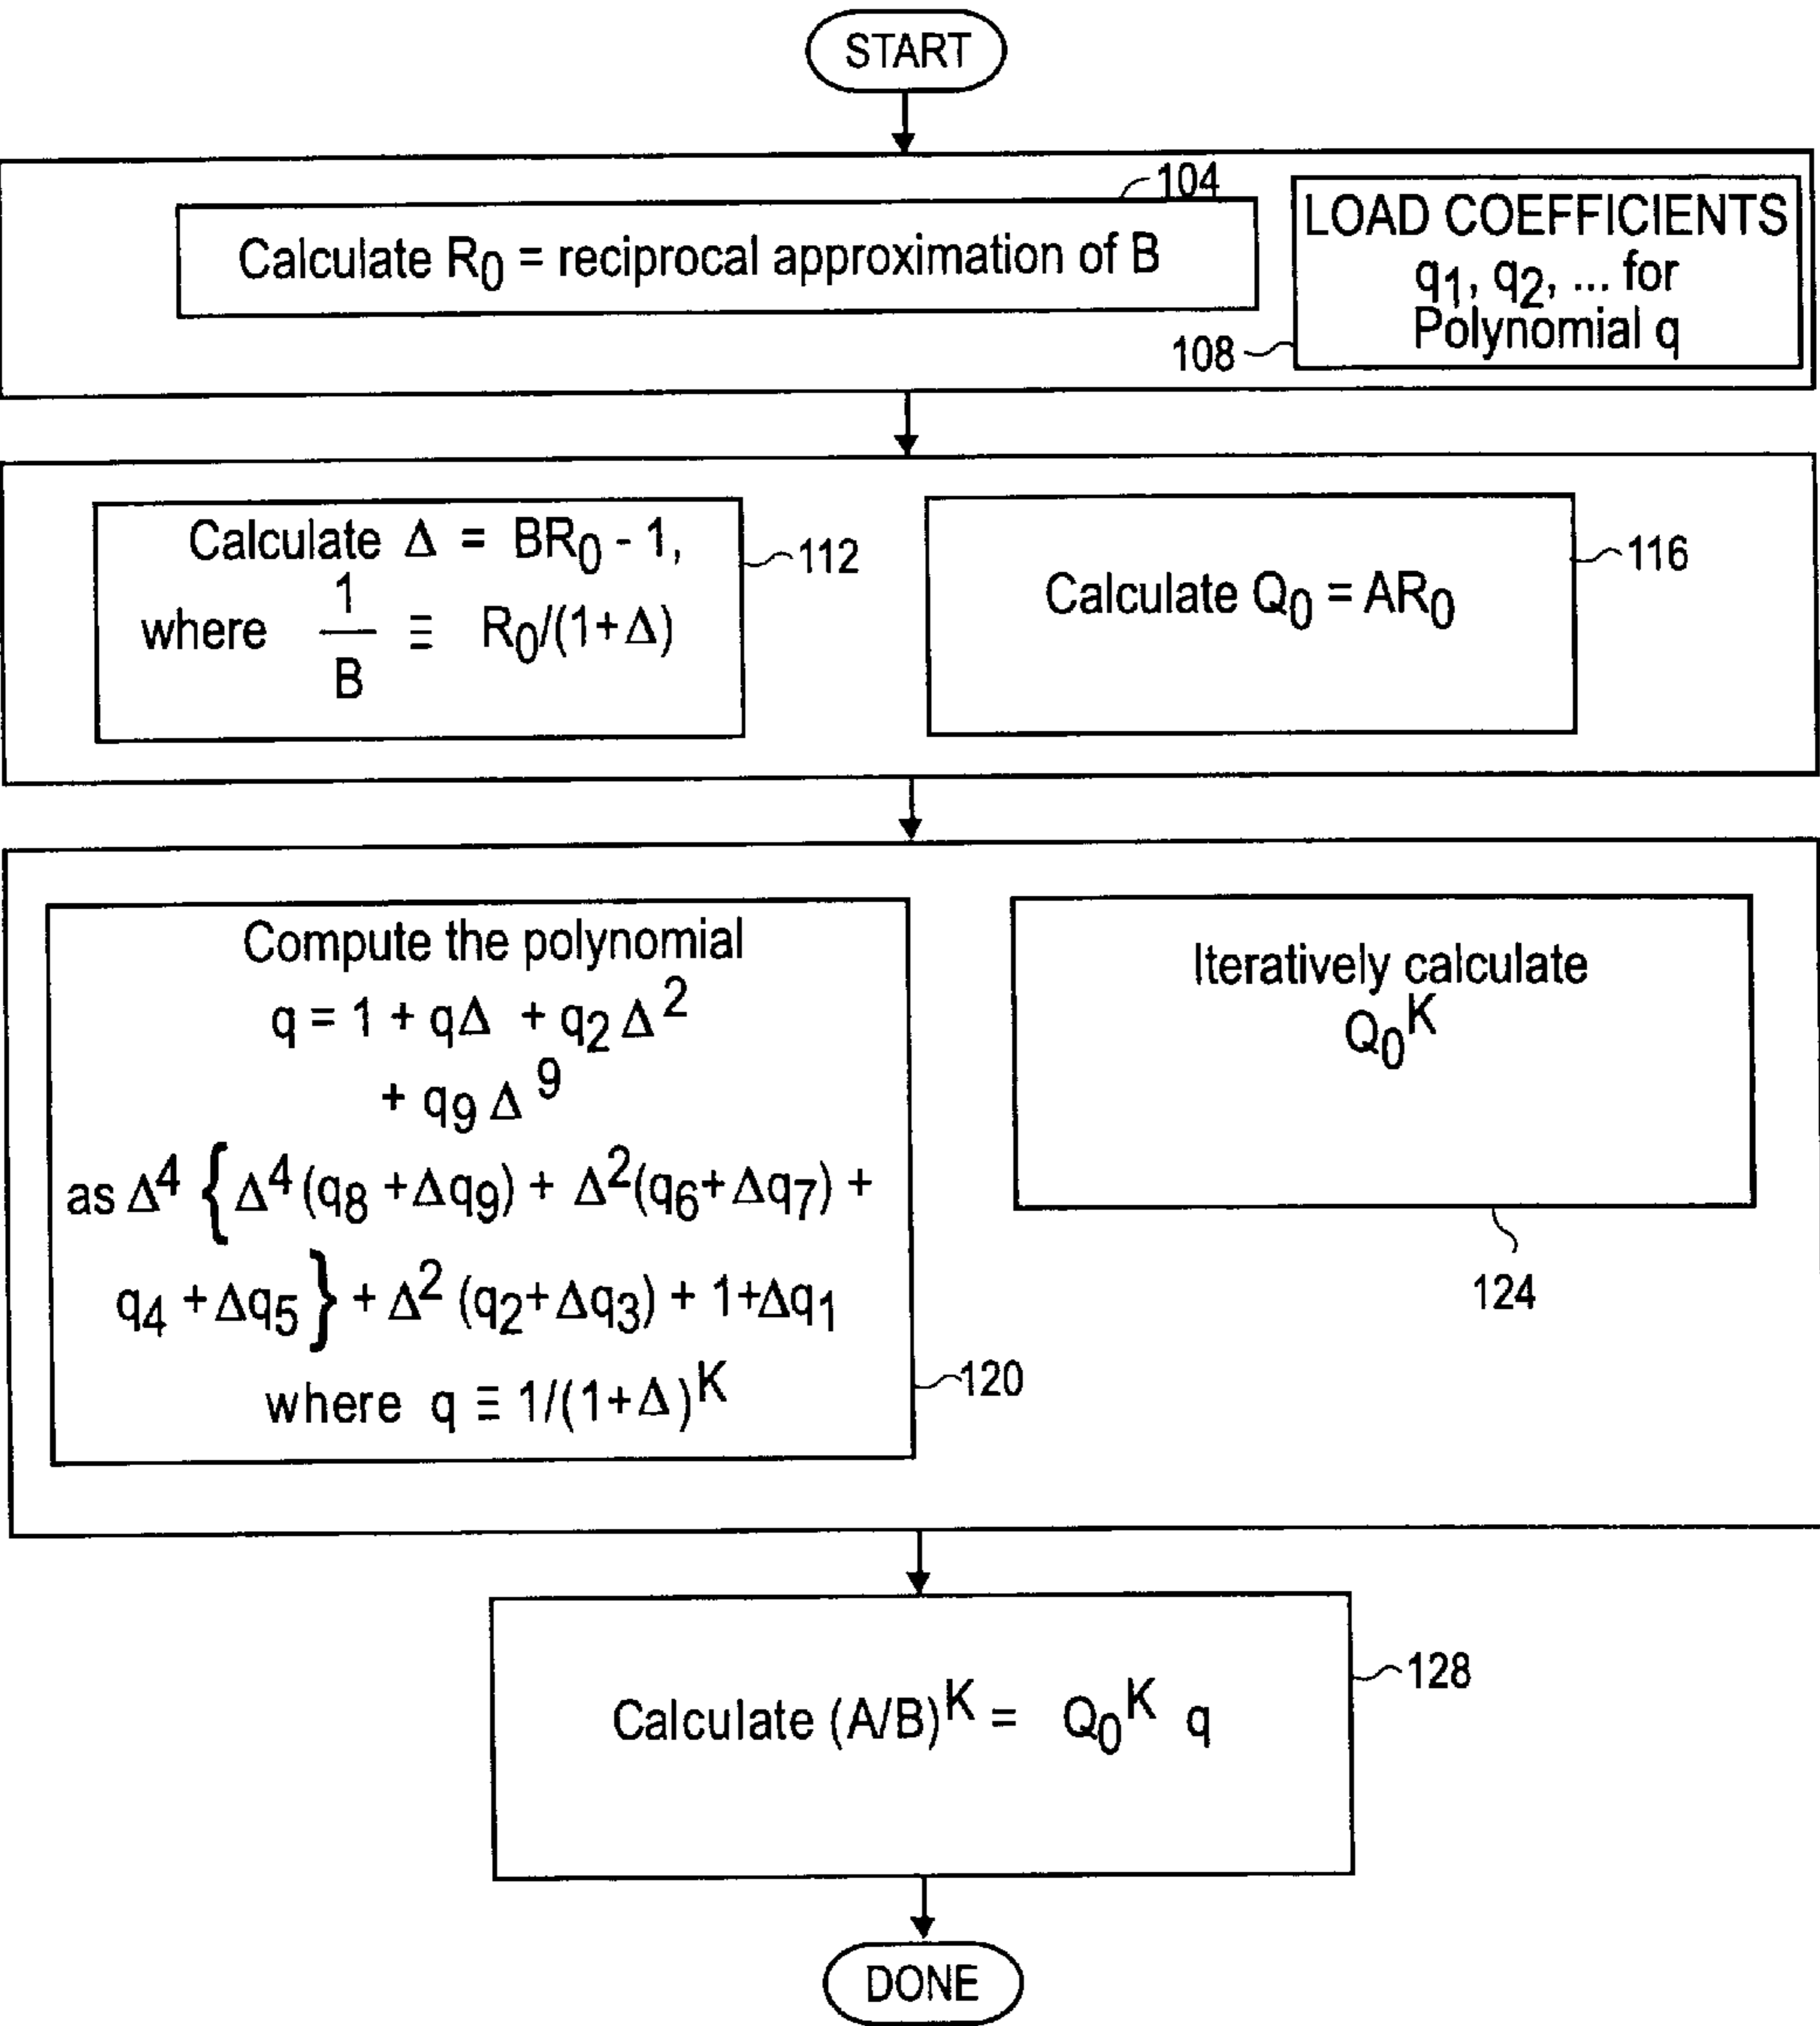 START
104
Calculate R₀ = reciprocal approximation of B
LOAD COEFFICIENTS
q₁, q₂, ... for
Polynomial q
108
Calculate Δ = BR₀ - 1,
where 1/B ≡ R₀/(1+Δ)
112
Calculate Q₀ = AR₀
116
Compute the polynomial
q = 1 + qΔ + q₂ Δ²
+ q₉ Δ⁹
as Δ⁴ { Δ⁴ (q₈ +Δq₉) + Δ²(q₆+Δq₇) +
q₄ +Δq₅ } + Δ² (q₂+Δq₃) + 1+Δq₁
where q ≡ 1/(1+Δ)ᴷ
120
Iteratively calculate
Q₀ᴷ
124
Calculate (A/B)ᴷ = Q₀ᴷ q
128
DONE